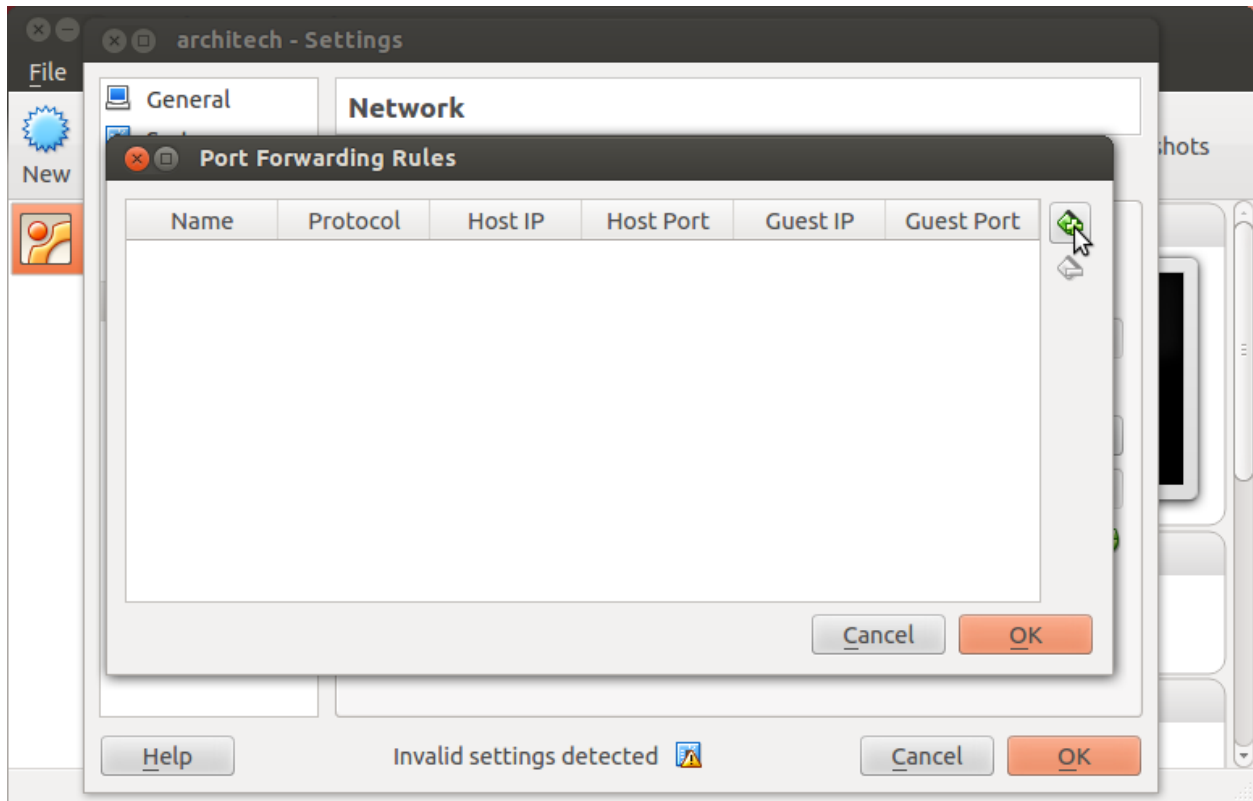 architech - Settings
File
New
General
Network
shots
Port Forwarding Rules
Name Protocol Host IP Host Port Guest IP Guest Port
Cancel OK
Help Invalid settings detected Cancel OK